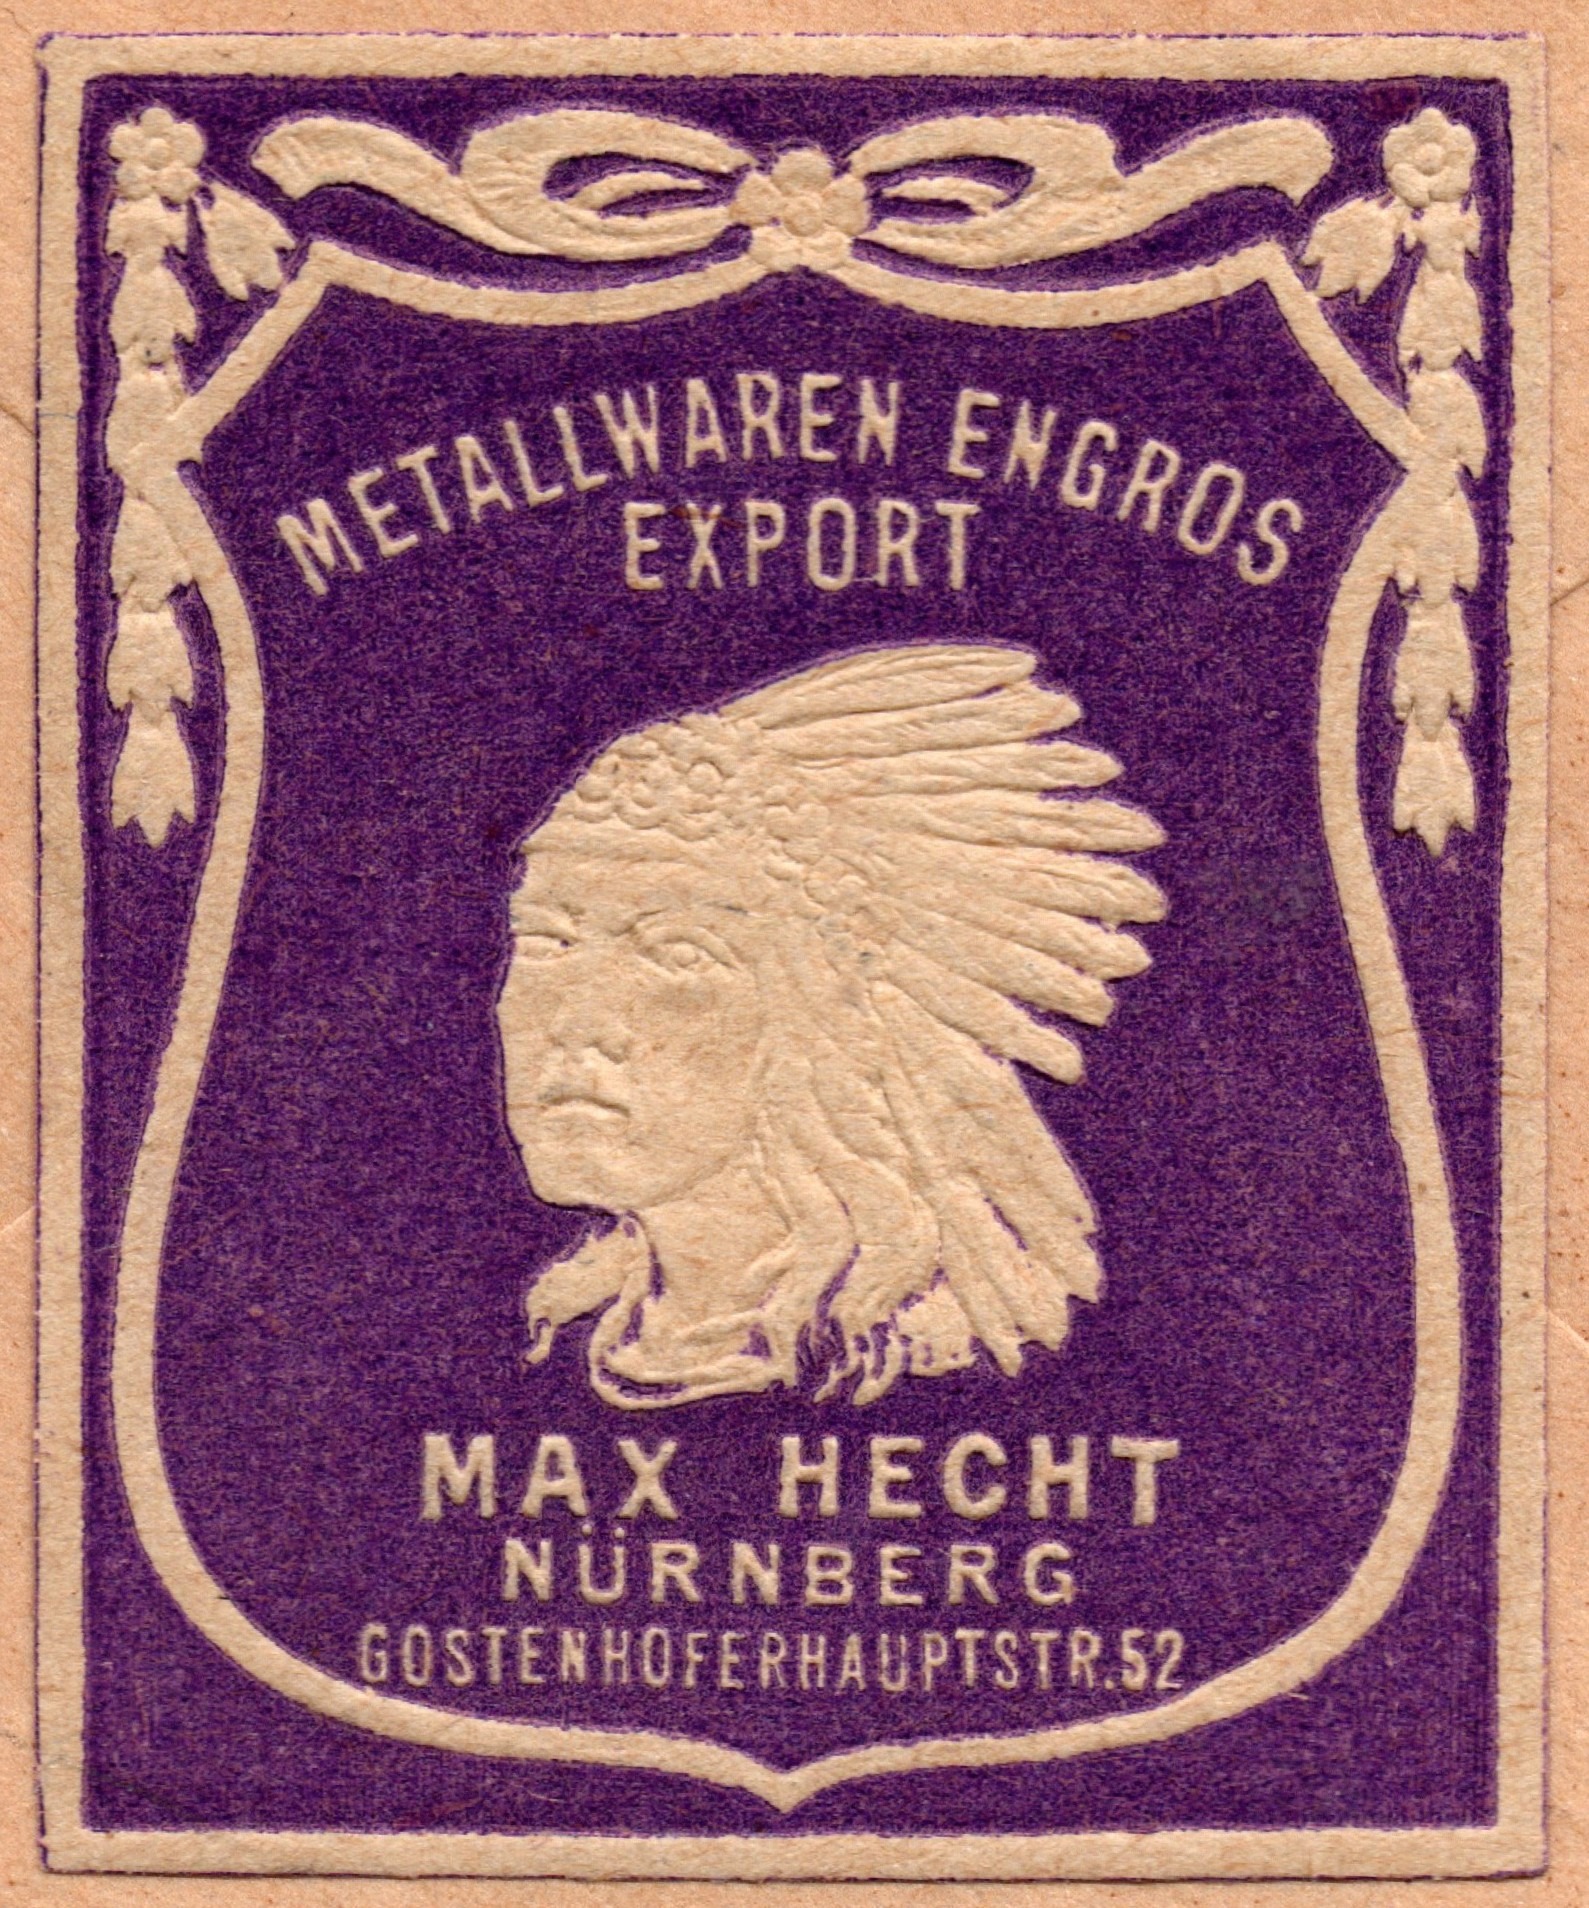 METALLWAREN ENGROS
EXPORT
MAX HECHT
NÜRNBERG
GOSTENHOFERHAUPTSTR.52